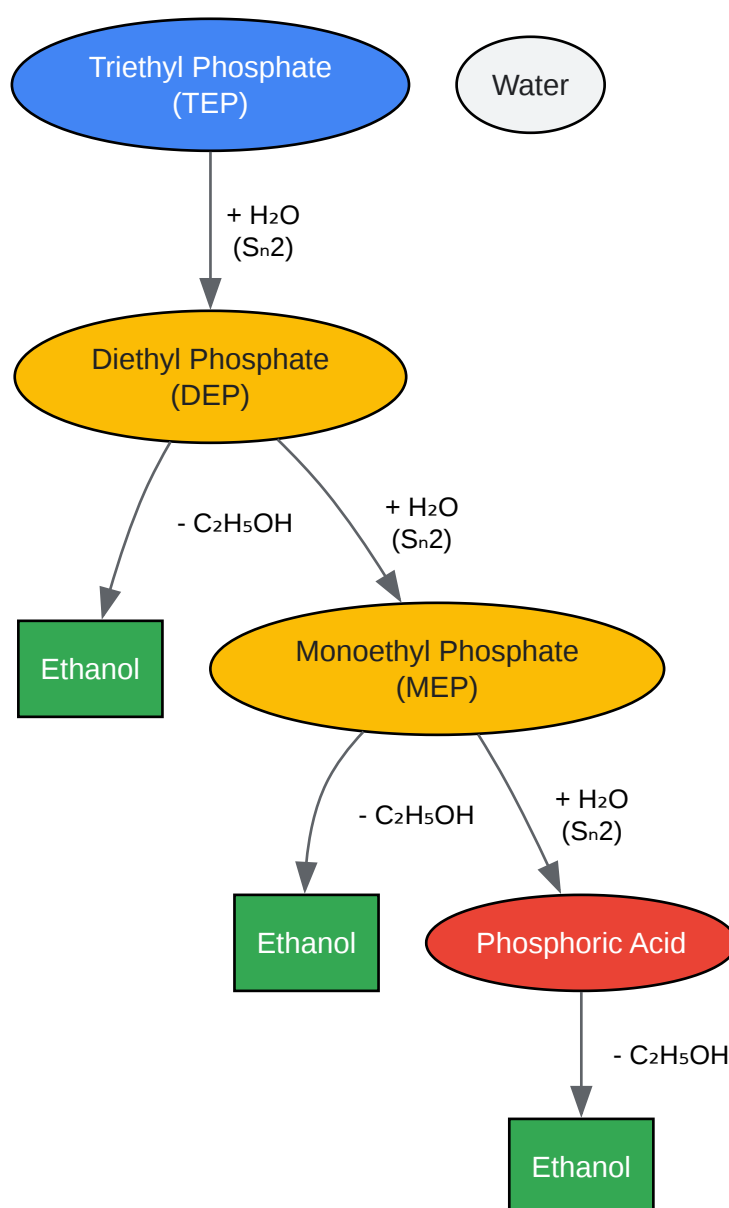 Triethyl Phosphate
(TEP)
Water
+ H₂O
(Sₙ2)
Diethyl Phosphate
(DEP)
- C₂H₅OH
+ H₂O
(Sₙ2)
Ethanol
Monoethyl Phosphate
(MEP)
- C₂H₅OH
+ H₂O
(Sₙ2)
Ethanol
Phosphoric Acid
- C₂H₅OH
Ethanol